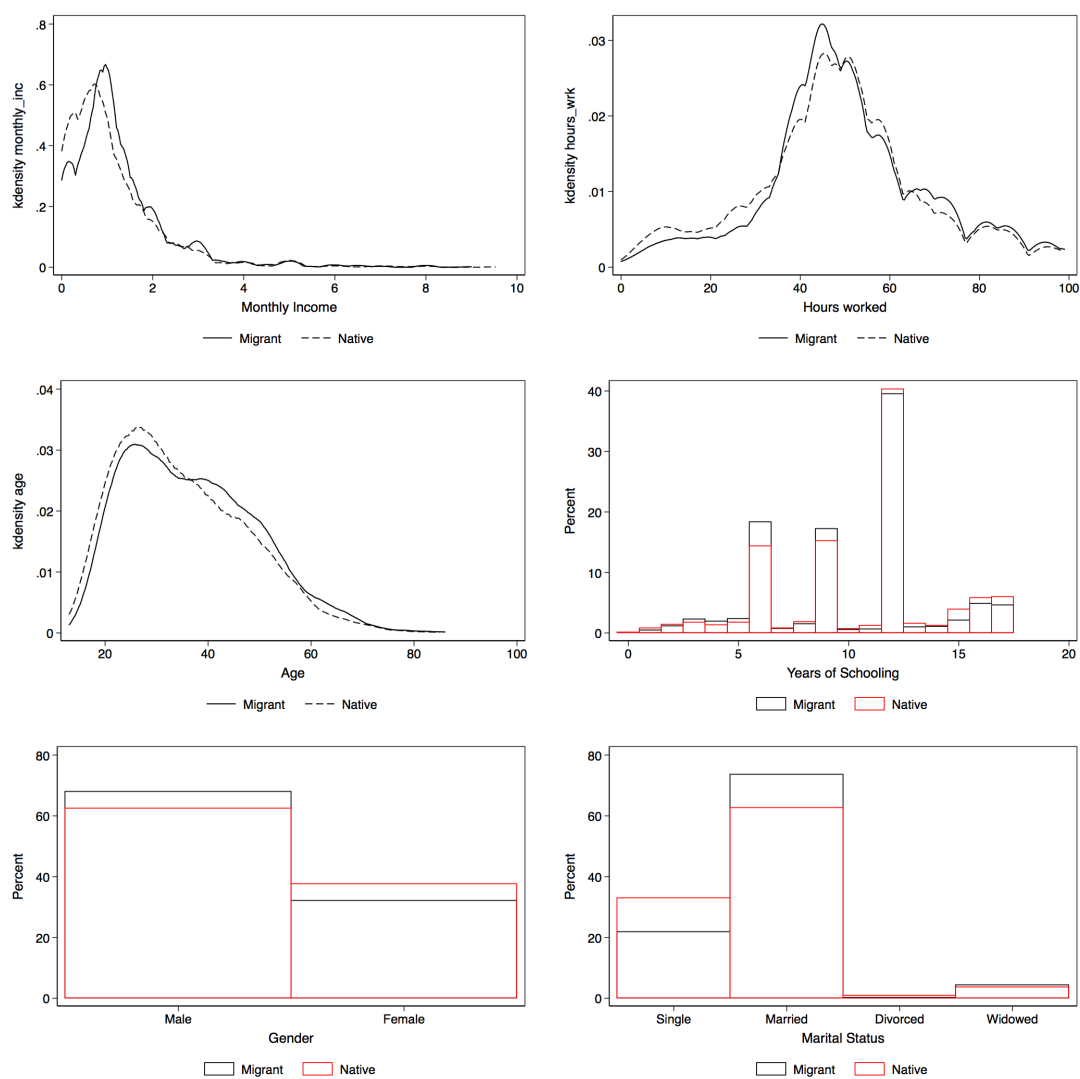 kdensity monthly_inc
.8
.6
.4
.2
0
0 2 4 6 8 10
Monthly Income
Migrant Native
kdensity hours_wrk
.03
.02
.01
0
0 20 40 60 80 100
Hours worked
Migrant Native
kdensity age
.04
.03
.02
.01
0
20 40 60 80 100
Age
Migrant Native
Percent
40
30
20
10
0
0 5 10 15 20
Years of Schooling
Migrant Native
Percent
80
60
40
20
0
Male Female
Gender
Migrant Native
Percent
80
60
40
20
0
Single Married Divorced Widowed
Marital Status
Migrant Native